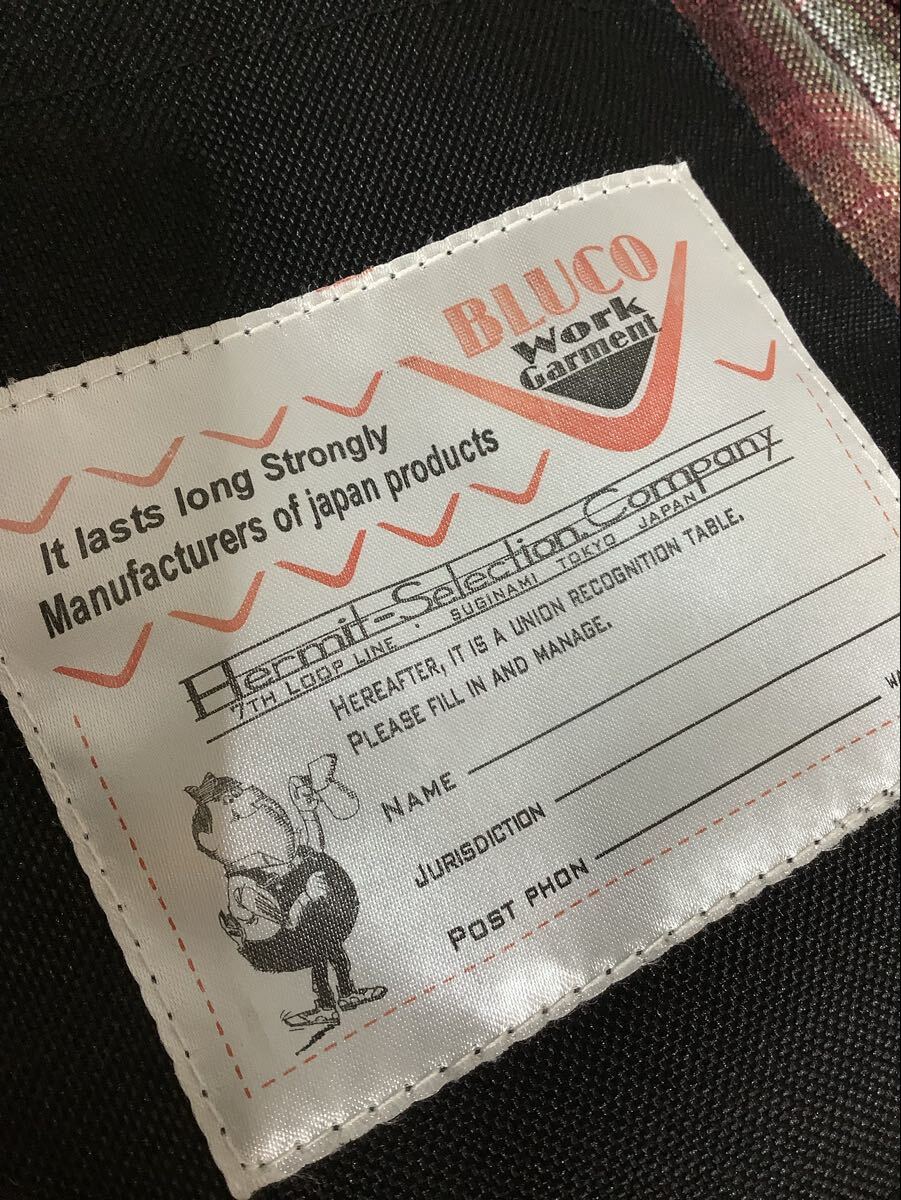 BLUCO
Work
Garment
It lasts long Strongly
Manufacturers of japan products
Hermit-Selection.Company
7TH LOOP LINE . SUGINAMI TOKYO JAPAN
HEREAFTER, IT IS A UNION RECOGNITION TABLE.
PLEASE FILL IN AND MANAGE.
NAME
JURISDICTION
POST PHON